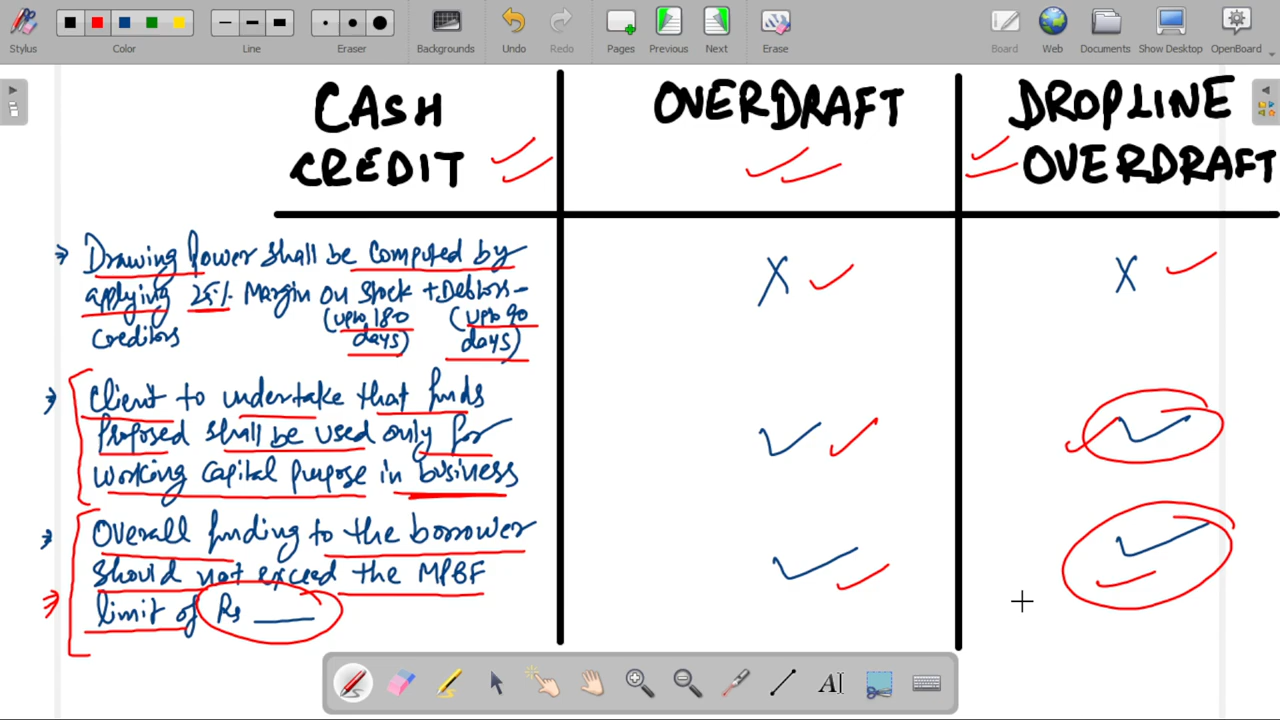 Stylus
Color
Line
Eraser
Backgrounds
Undo
Redo
Pages
Previous
Next
Erase
Board
Web
Documents
Show Desktop
OpenBoard
CASH
CREDIT
OVERDRAFT
DROPLINE
OVERDRAFT
Drawing Power shall be computed by
applying 25% Margin on Stock + Debtors -
(upto 180 days) (upto 90 days)
Creditors
X
X
Client to undertake that funds
Proposed shall be used only for
working capital purpose in business
Overall funding to the borrower
should not exceed the MPBF
limit of Rs ____
AI